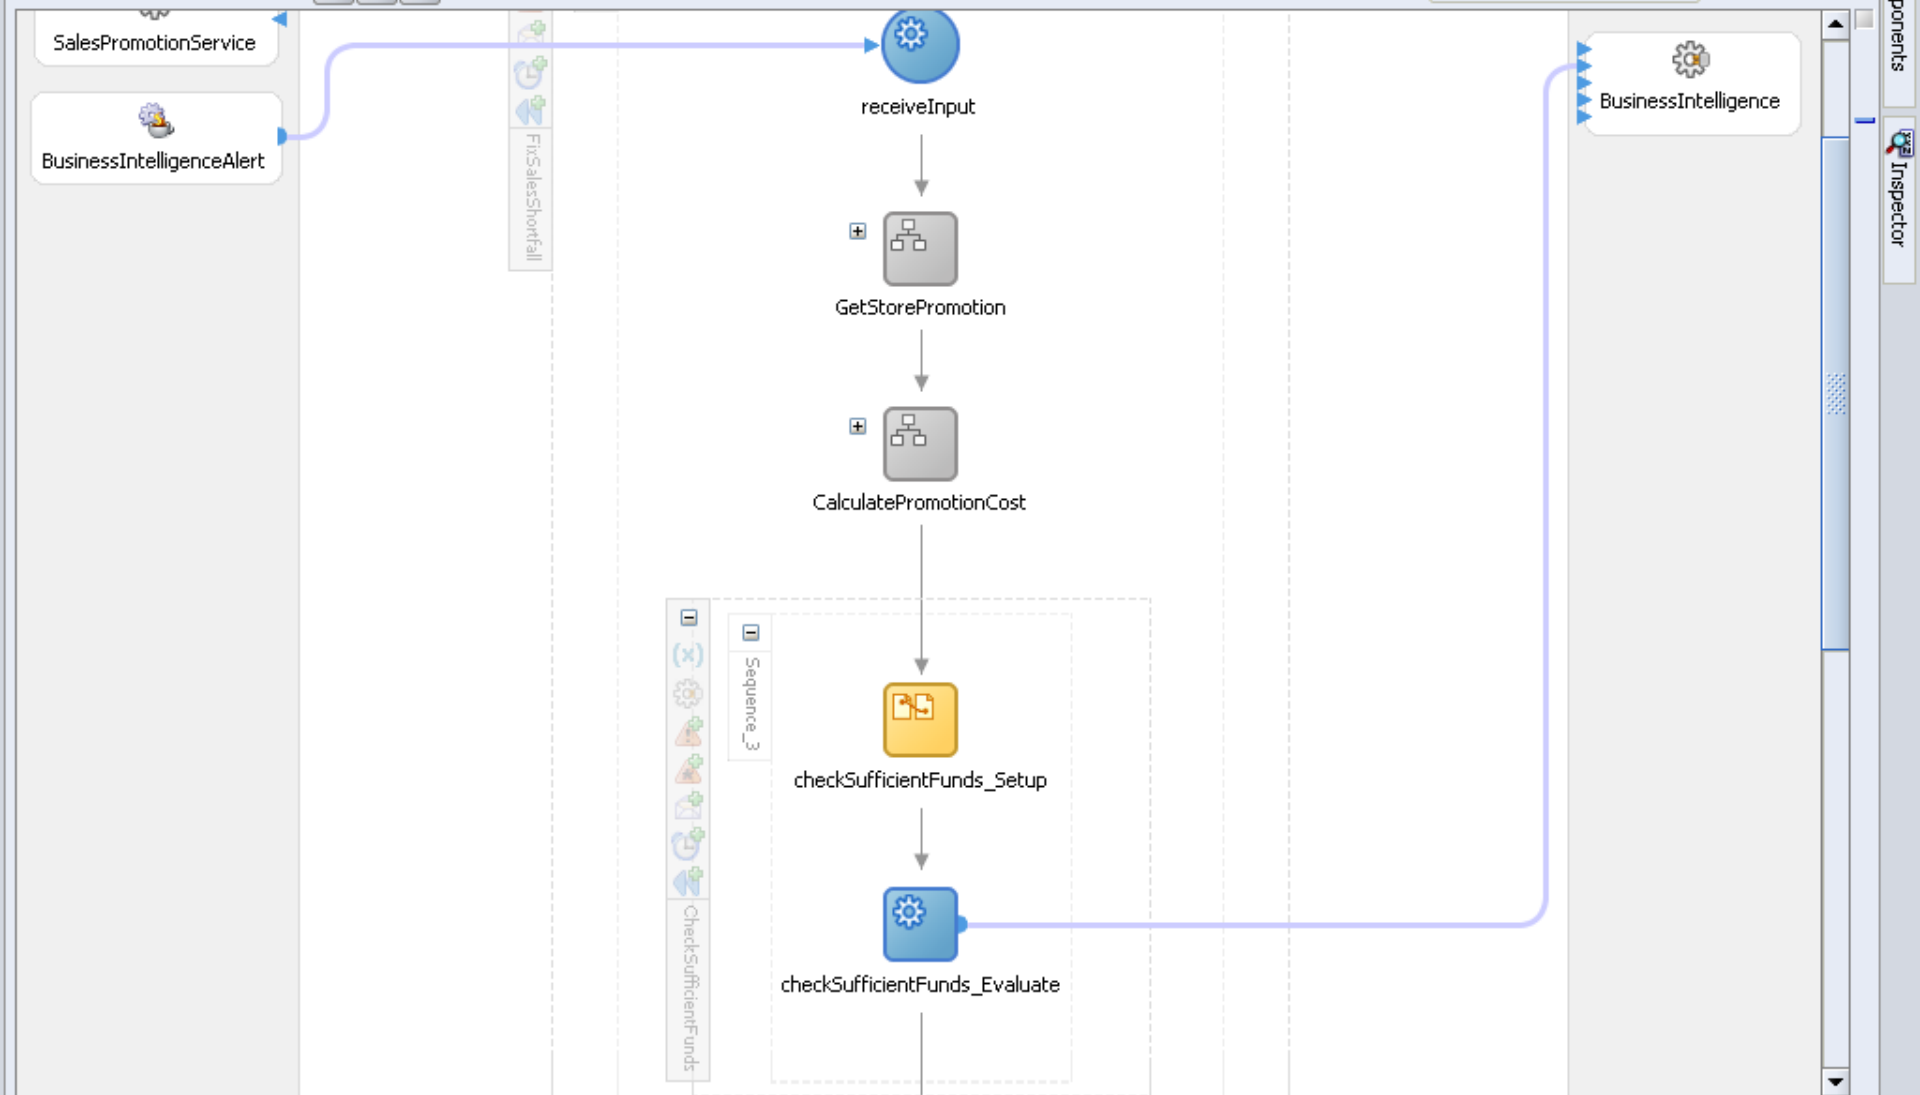 SalesPromotionService
BusinessIntelligenceAlert
FixSalesShortfall
receiveInput
GetStorePromotion
CalculatePromotionCost
Sequence_3
checkSufficientFunds_Setup
CheckSufficientFunds
checkSufficientFunds_Evaluate
BusinessIntelligence
ponents
Inspector